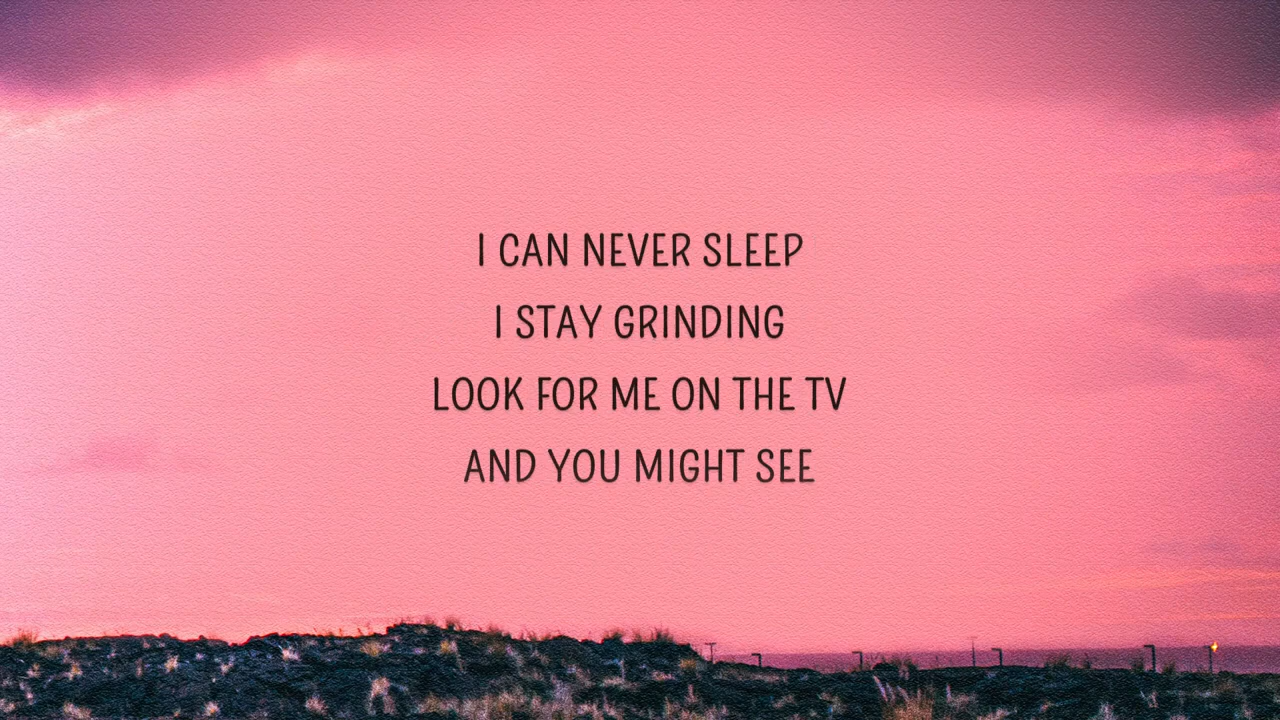 I CAN NEVER SLEEP
I STAY GRINDING
LOOK FOR ME ON THE TV
AND YOU MIGHT SEE